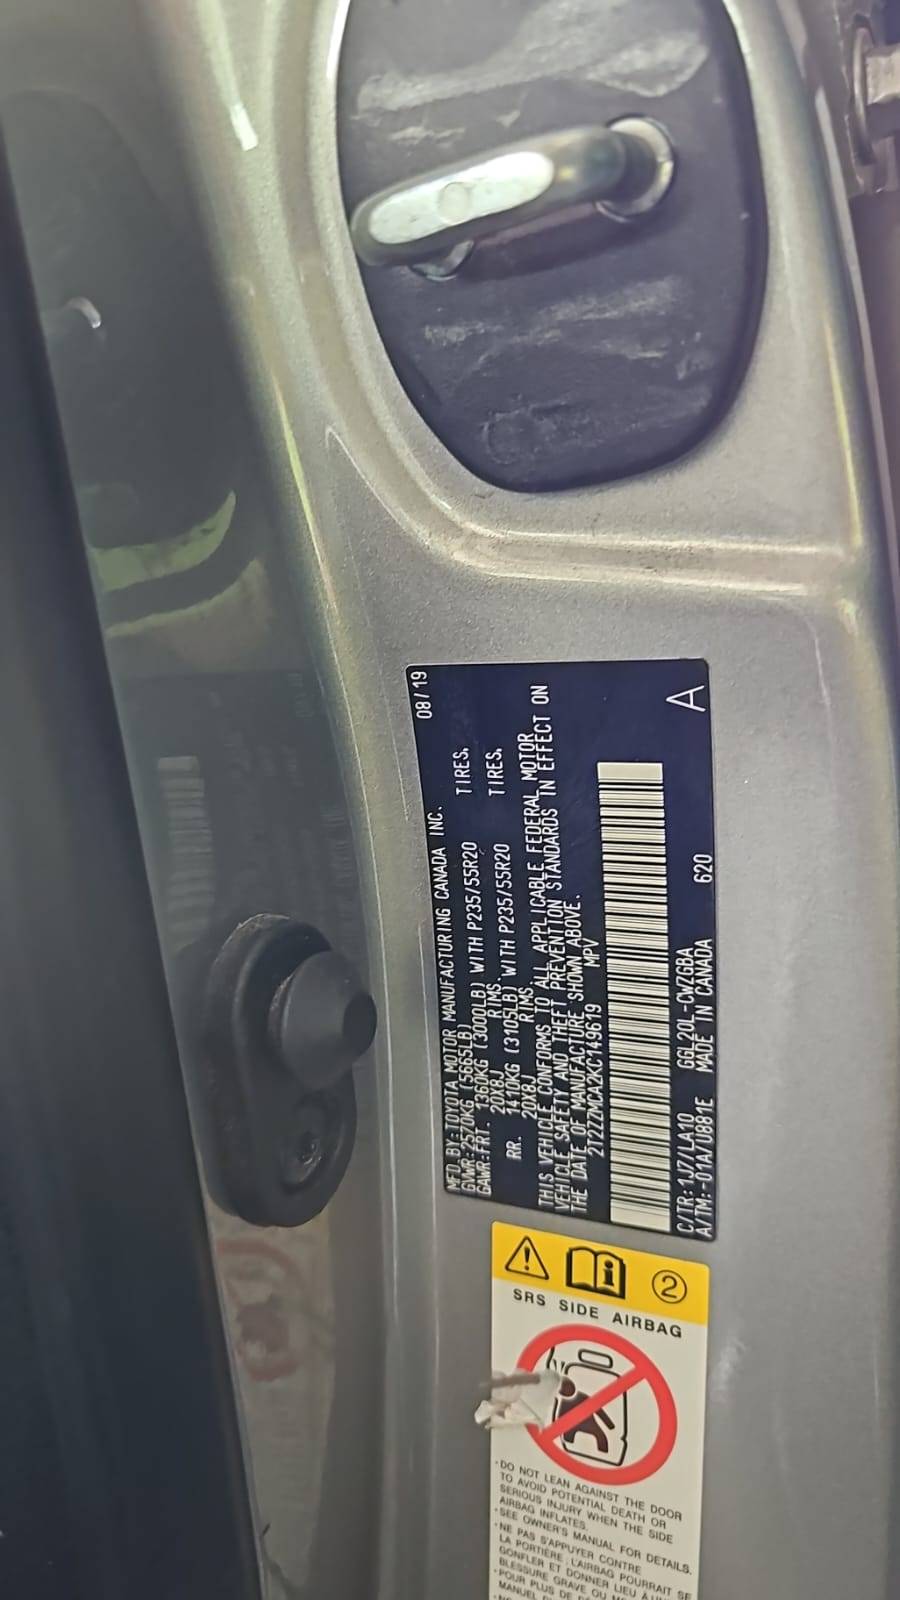 MFD.BY:TOYOTA MOTOR MANUFACTURING CANADA INC. 08/19
GVWR:2570KG (5665LB)
GAWR:FRT. 1360KG (3000LB) WITH P235/55R20 TIRES,
20X8J RIMS.
RR. 1410KG (3105LB) WITH P235/55R20 TIRES,
20X8J RIMS.
THIS VEHICLE CONFORMS TO ALL APPLICABLE FEDERAL MOTOR
VEHICLE SAFETY AND THEFT PREVENTION STANDARDS IN EFFECT ON
THE DATE OF MANUFACTURE SHOWN ABOVE.
2T2ZZMCA2KC149619 MPV
C/TR:1J7/LA10 GGL20L-CWZGBA 620
A/TM:-01A/U881E MADE IN CANADA A
2
SRS SIDE AIRBAG
·DO NOT LEAN AGAINST THE DOOR
TO AVOID POTENTIAL DEATH OR
SERIOUS INJURY WHEN THE SIDE
AIRBAG INFLATES.
·SEE OWNER'S MANUAL FOR DETAILS.
·NE PAS S'APPUYER CONTRE
LA PORTIÈRE ; L'AIRBAG POURRAIT SE
GONFLER ET DONNER LIEU À
BLESSURE GRAVE OU
·POUR PLUS DE
MANUEL